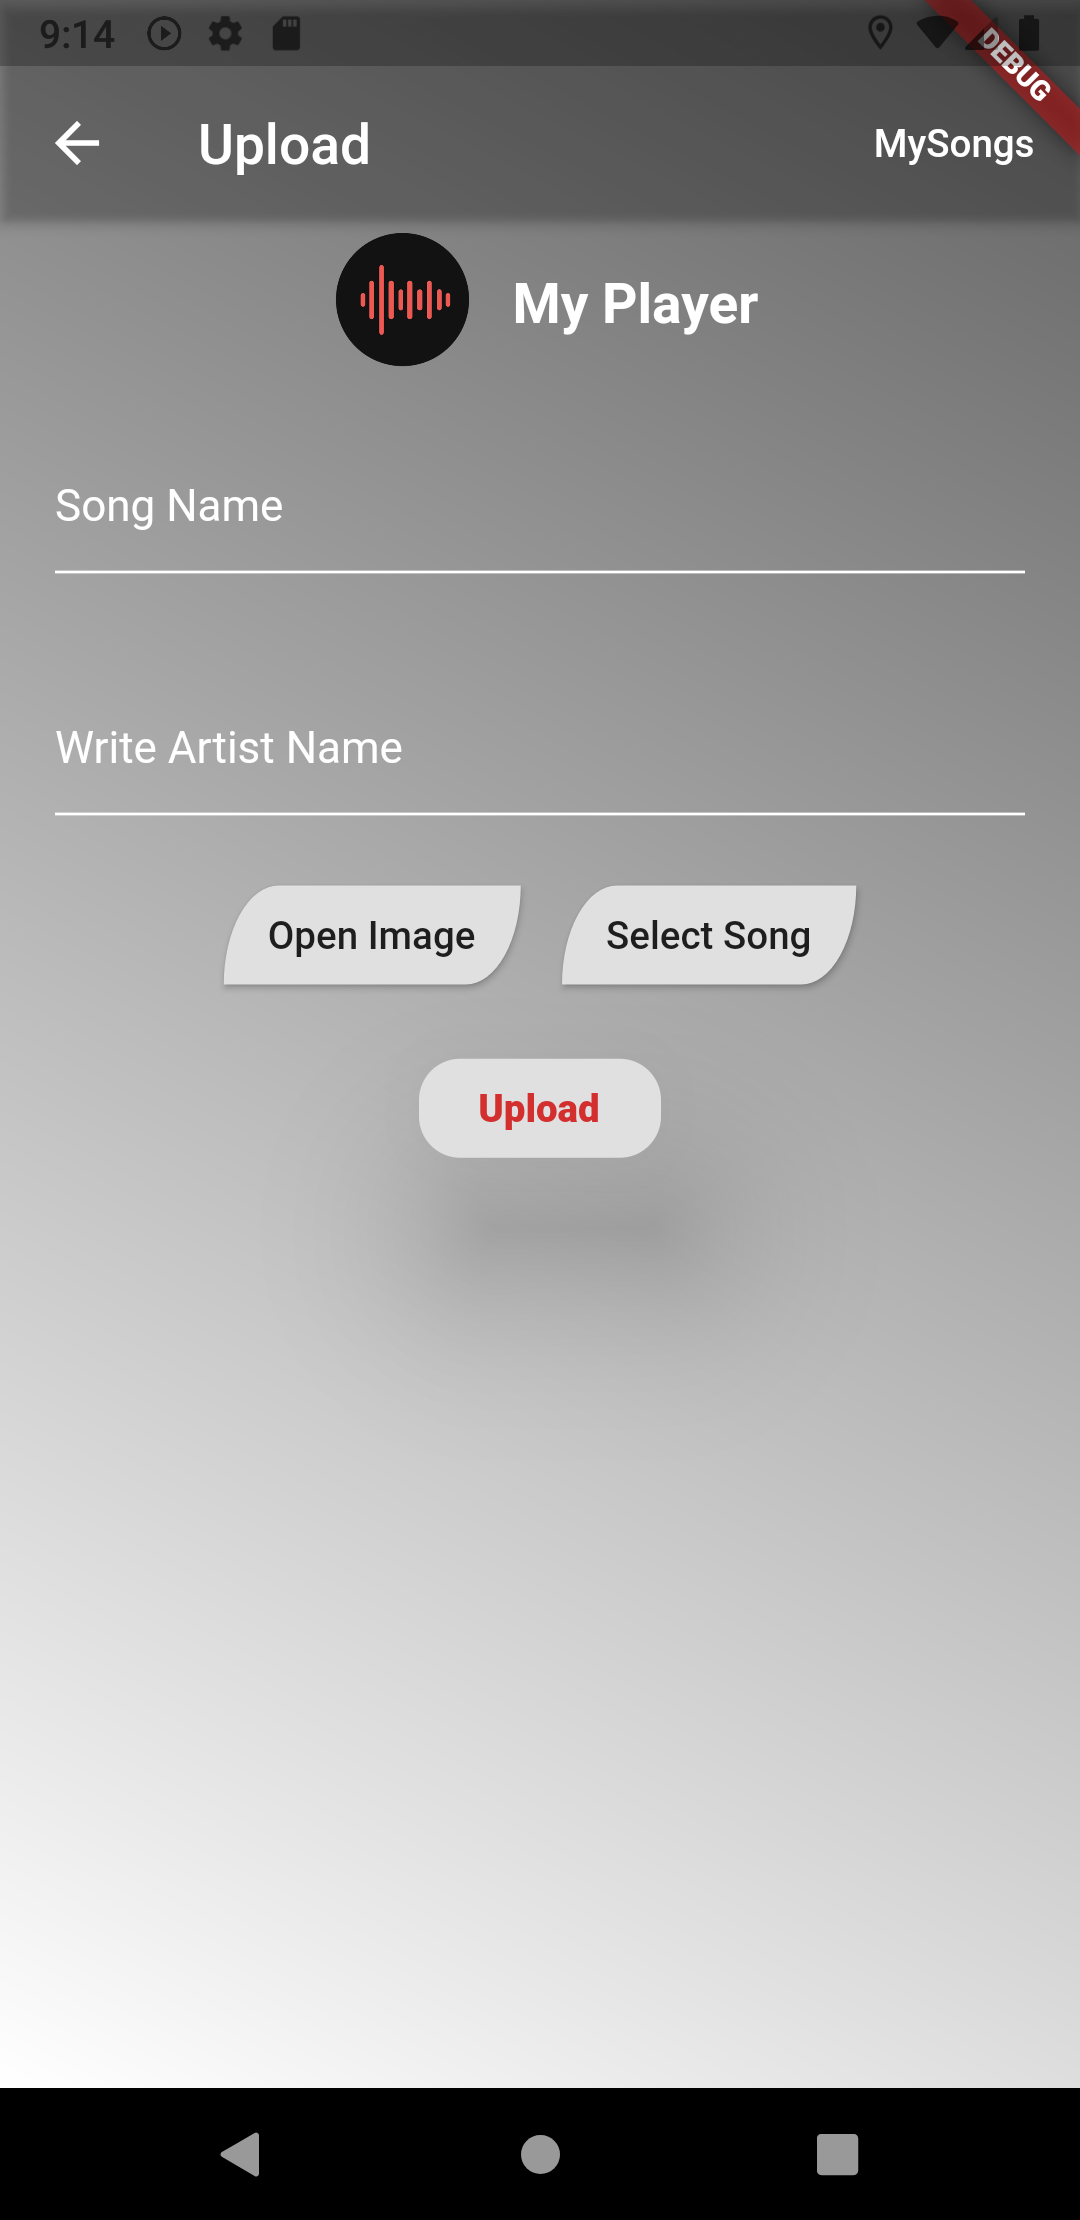 9:14
DEBUG
Upload
MySongs
My Player
Song Name
Write Artist Name
Open Image
Select Song
Upload